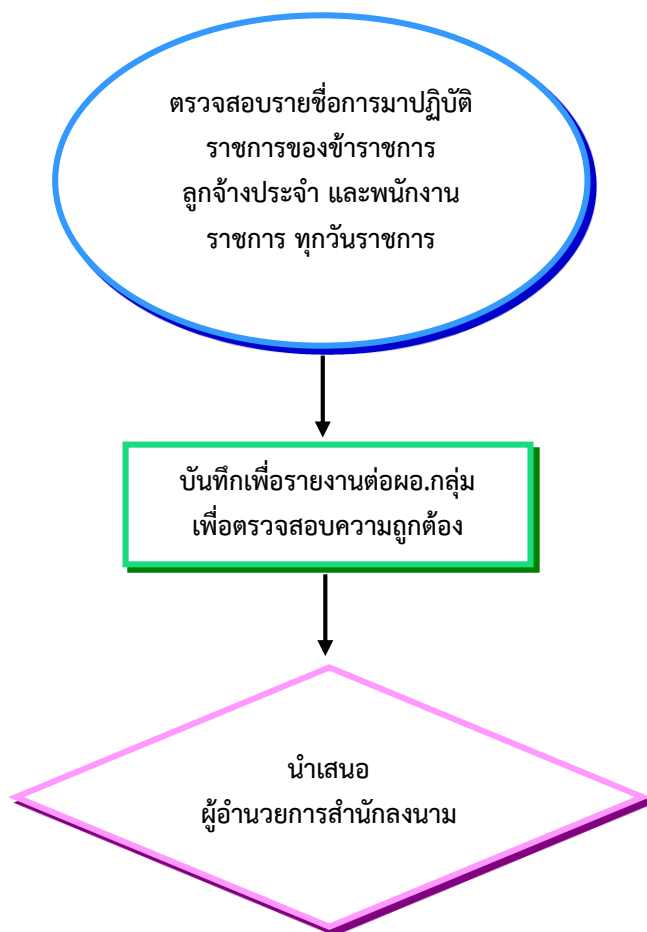 ตรวจสอบรายชื่อการมาปฏิบัติ
ราชการของข้าราชการ
ลูกจ้างประจำ และพนักงาน
ราชการ ทุกวันราชการ
บันทึกเพื่อรายงานต่อผอ.กลุ่ม
เพื่อตรวจสอบความถูกต้อง
นำเสนอ
ผู้อำนวยการสำนักลงนาม